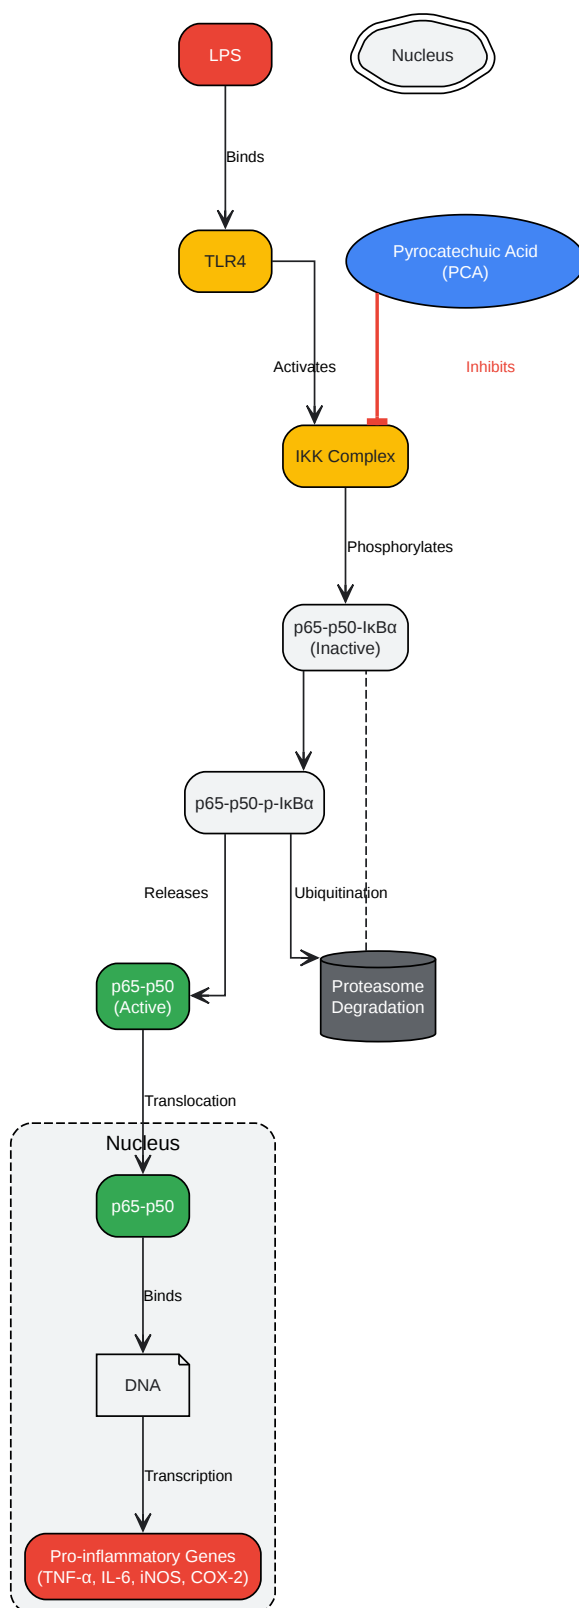 LPS
Nucleus
Binds
TLR4
Pyrocatechuic Acid
(PCA)
Activates
Inhibits
IKK Complex
Phosphorylates
p65-p50-IκBα
(Inactive)
p65-p50-p-IκBα
Releases
Ubiquitination
p65-p50
(Active)
Proteasome
Degradation
Translocation
Nucleus
p65-p50
Binds
DNA
Transcription
Pro-inflammatory Genes
(TNF-α, IL-6, iNOS, COX-2)